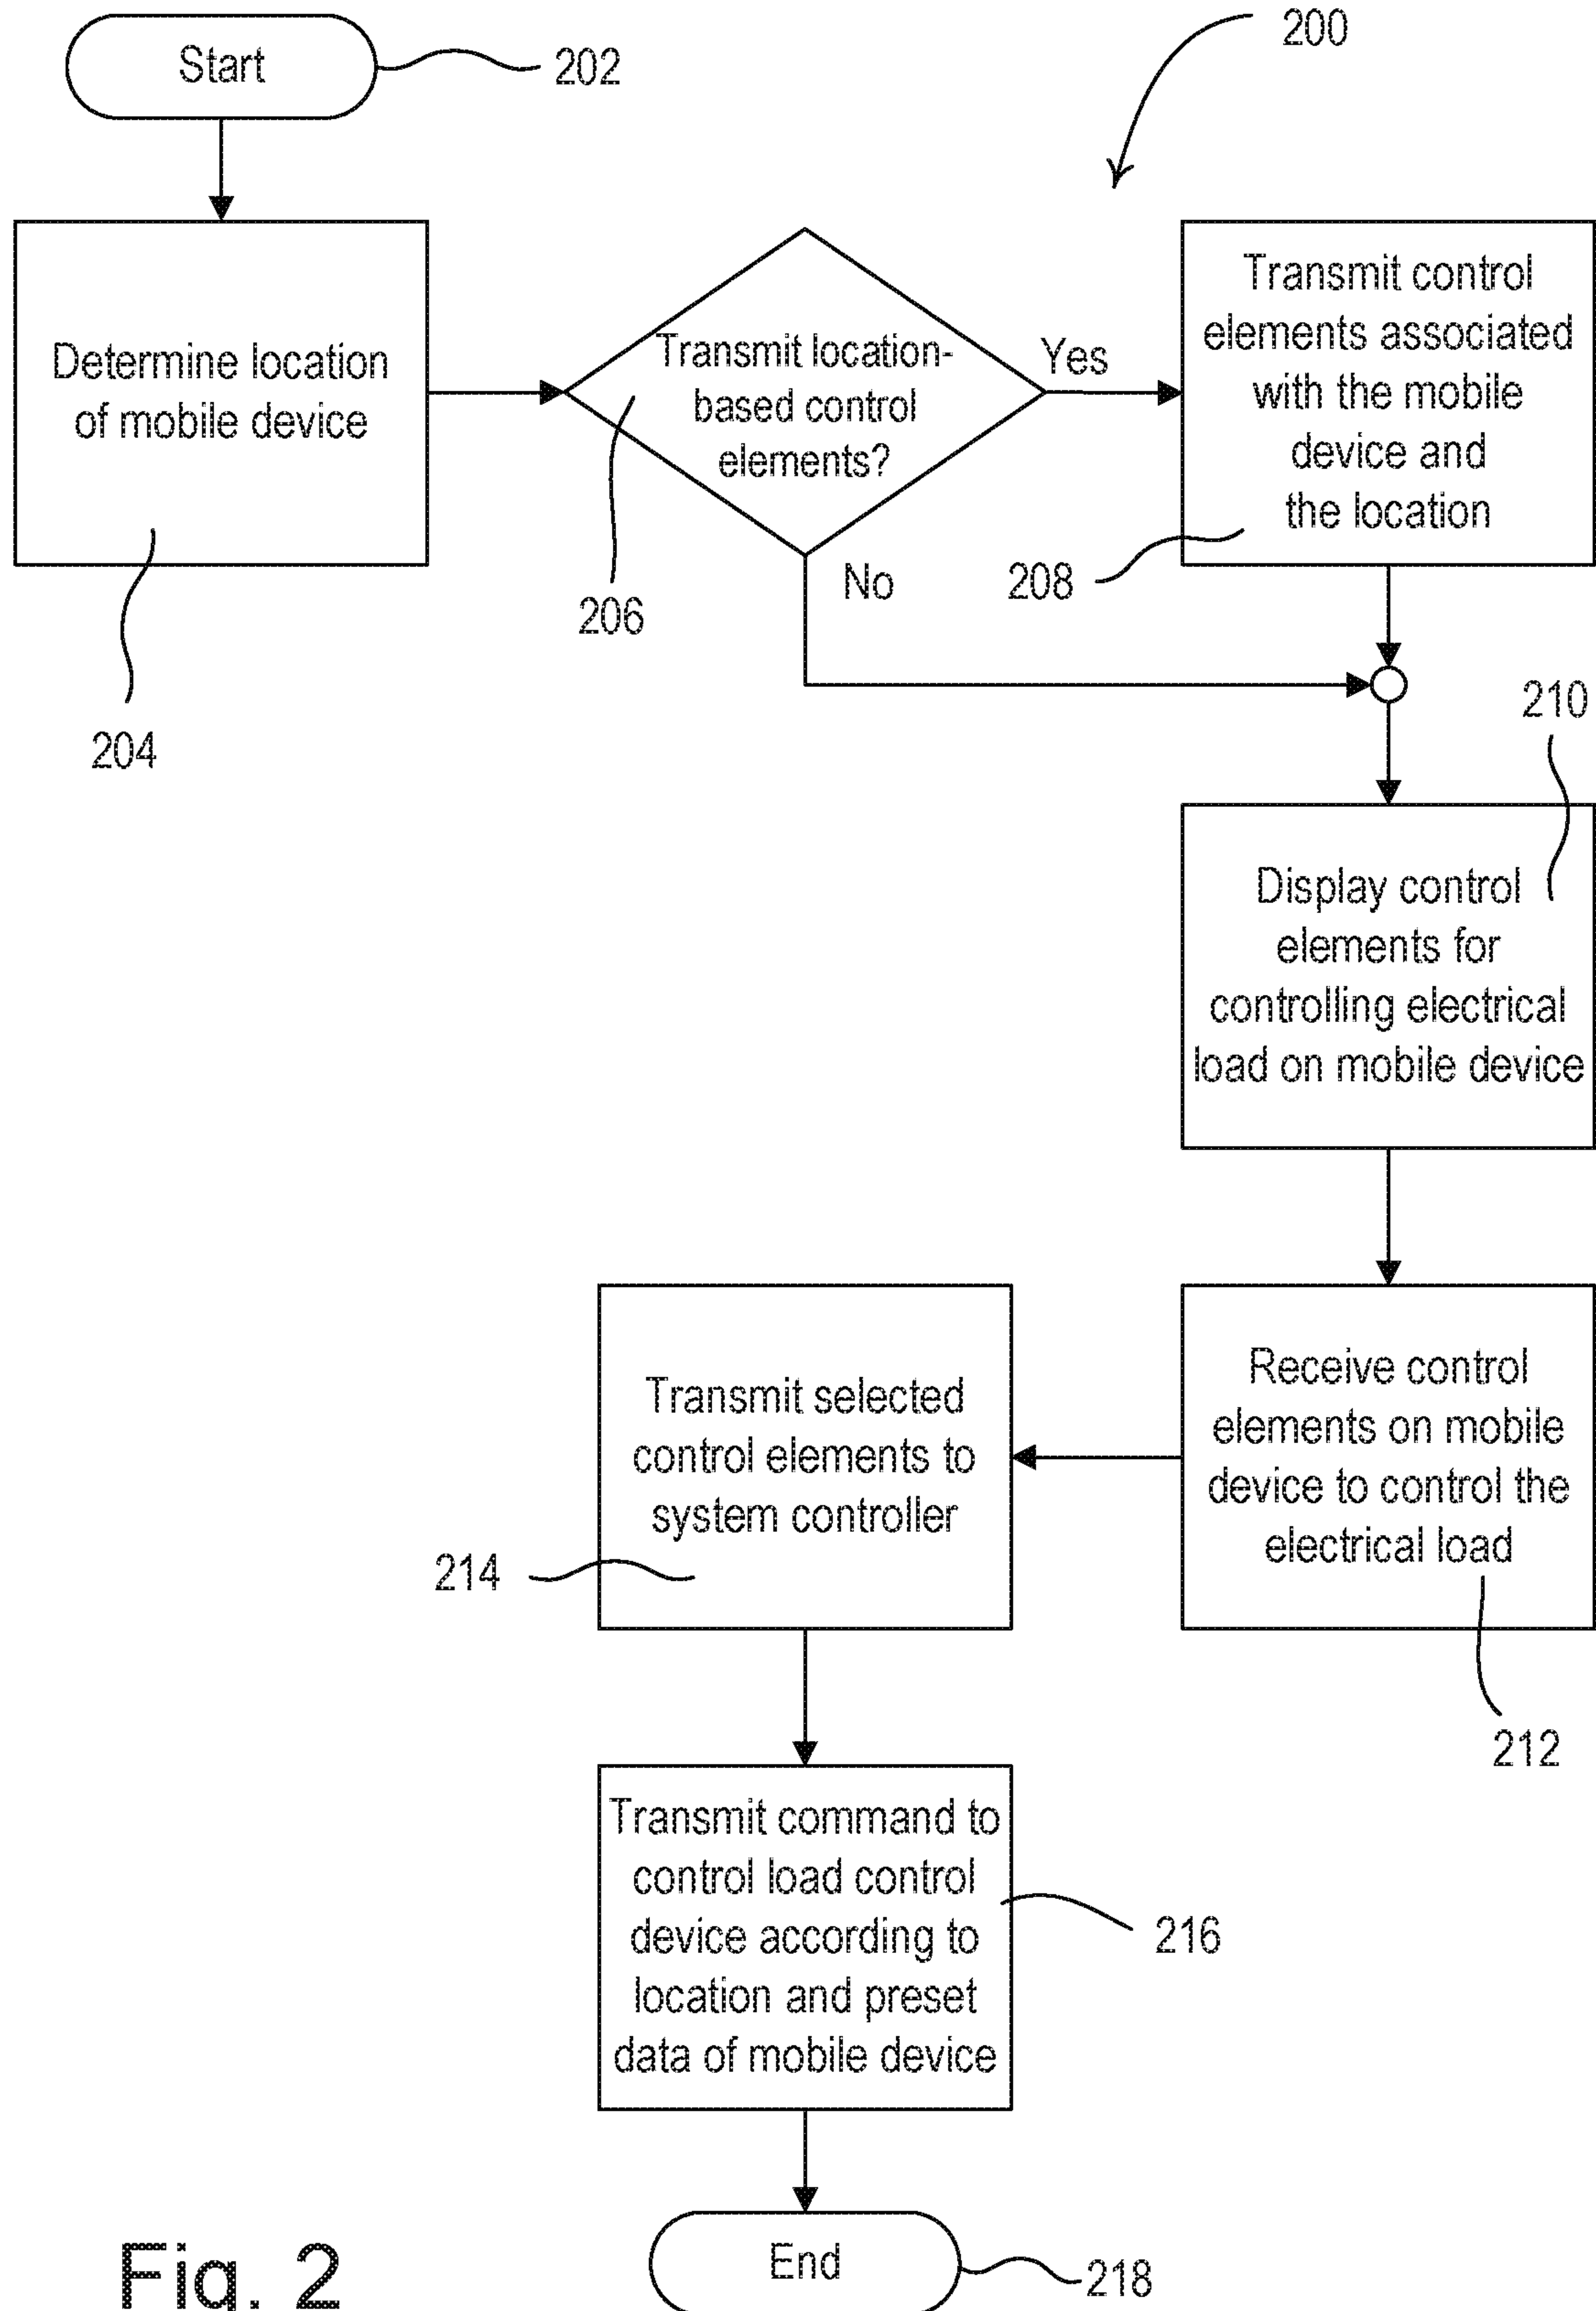 Start
202
200
Determine location
of mobile device
204
Transmit location-
based control
elements?
206
Yes
No
Transmit control
elements associated
with the mobile
device and
the location
208
210
Display control
elements for
controlling electrical
load on mobile device
Receive control
elements on mobile
device to control the
electrical load
212
Transmit selected
control elements to
system controller
214
Transmit command to
control load control
device according to
location and preset
data of mobile device
216
End
218
Fig. 2